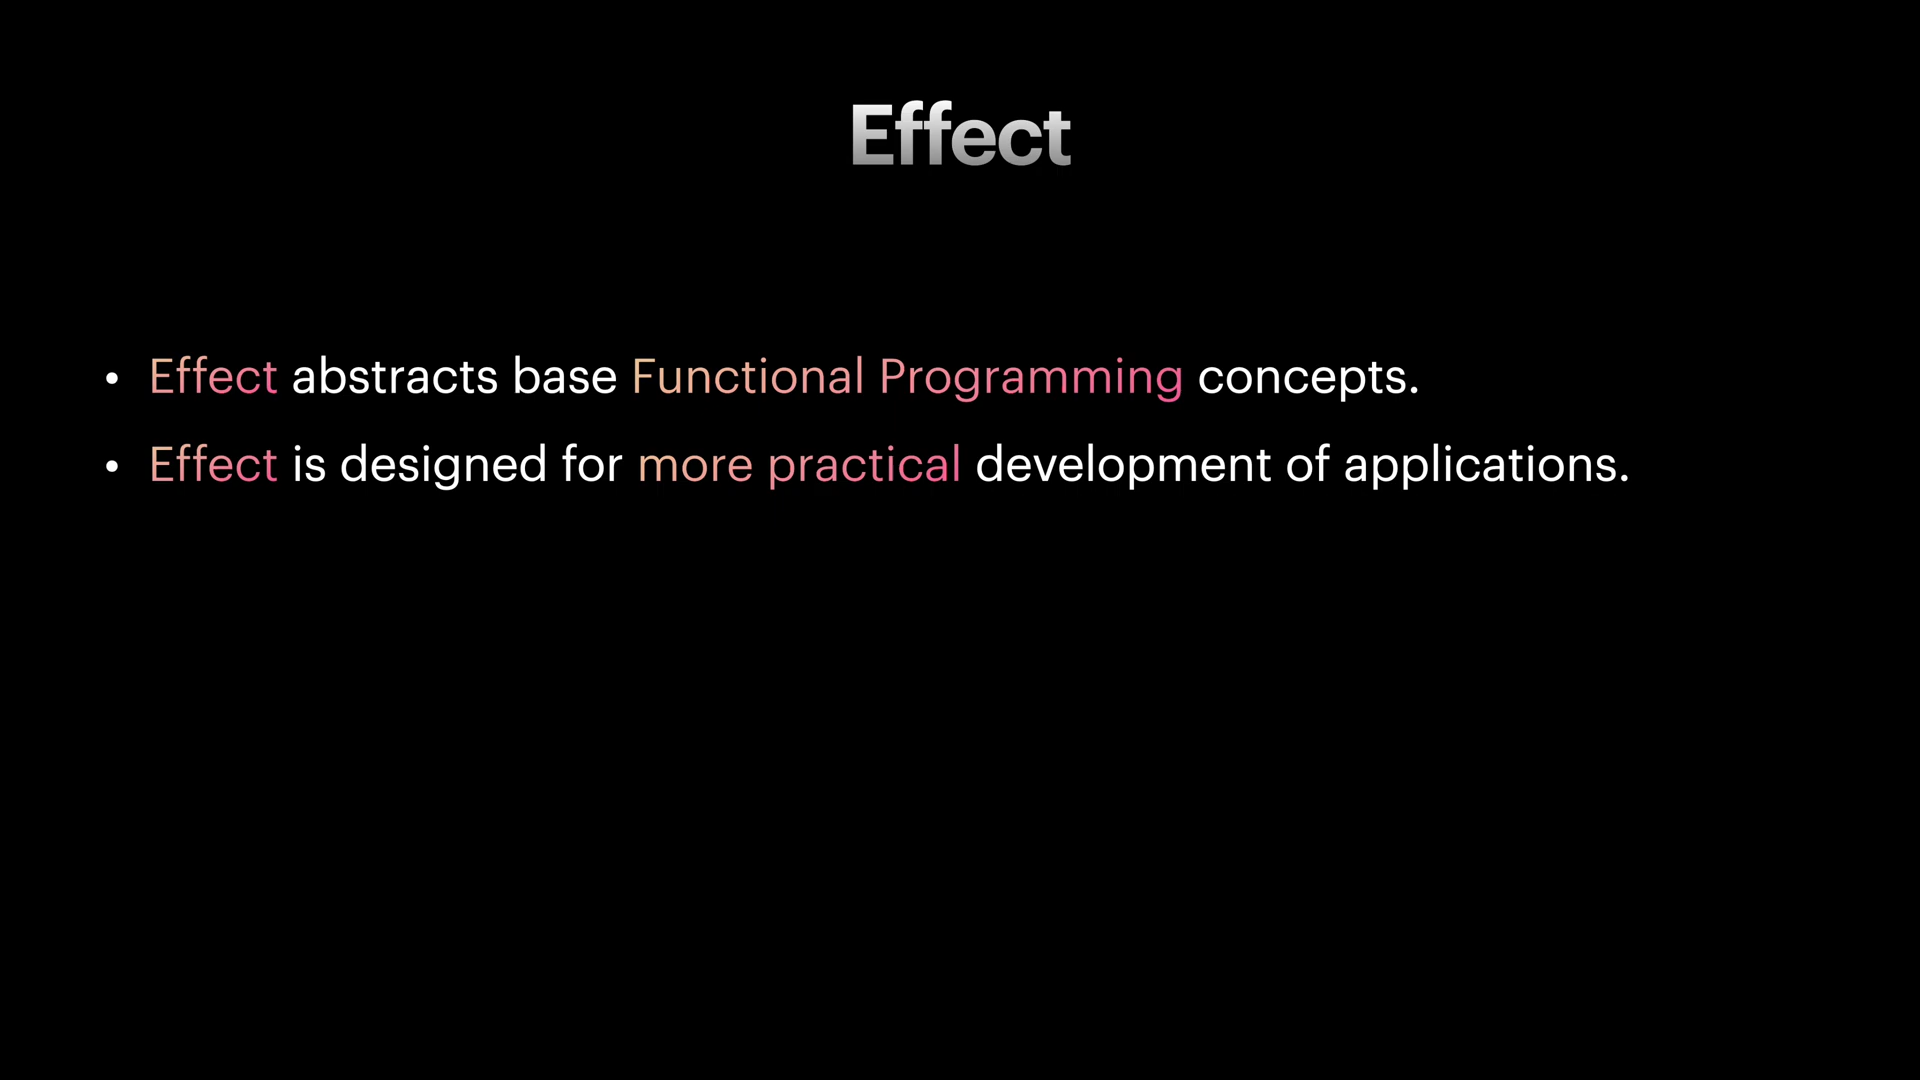 Effect
• Effect abstracts base Functional Programming concepts.
• Effect is designed for more practical development of applications.